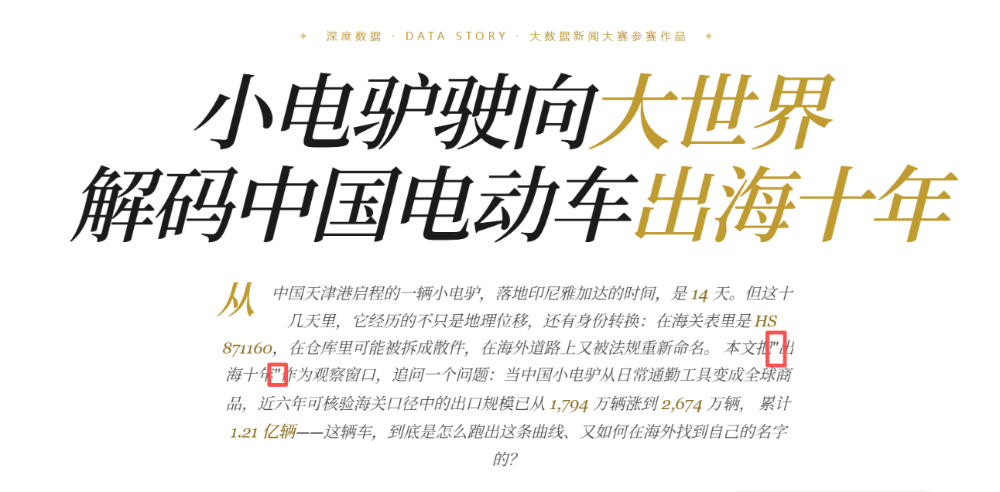 ✦ 深度数据 · DATA STORY · 大数据新闻大赛参赛作品 ✦
小电驴驶向大世界
解码中国电动车出海十年
从中国天津港启程的一辆小电驴，落地印尼雅加达的时间，是 14 天。但这十
几天里，它经历的不只是地理位移，还有身份转换：在海关表里是 HS
871160，在仓库里可能被拆成散件，在海外道路上又被法规重新命名。 本文把"出
海十年"作为观察窗口，追问一个问题：当中国小电驴从日常通勤工具变成全球商
品，近六年可核验海关口径中的出口规模已从 1,794 万辆涨到 2,674 万辆， 累计
1.21 亿辆——这辆车，到底是怎么跑出这条曲线、又如何在海外找到自己的名字
的？